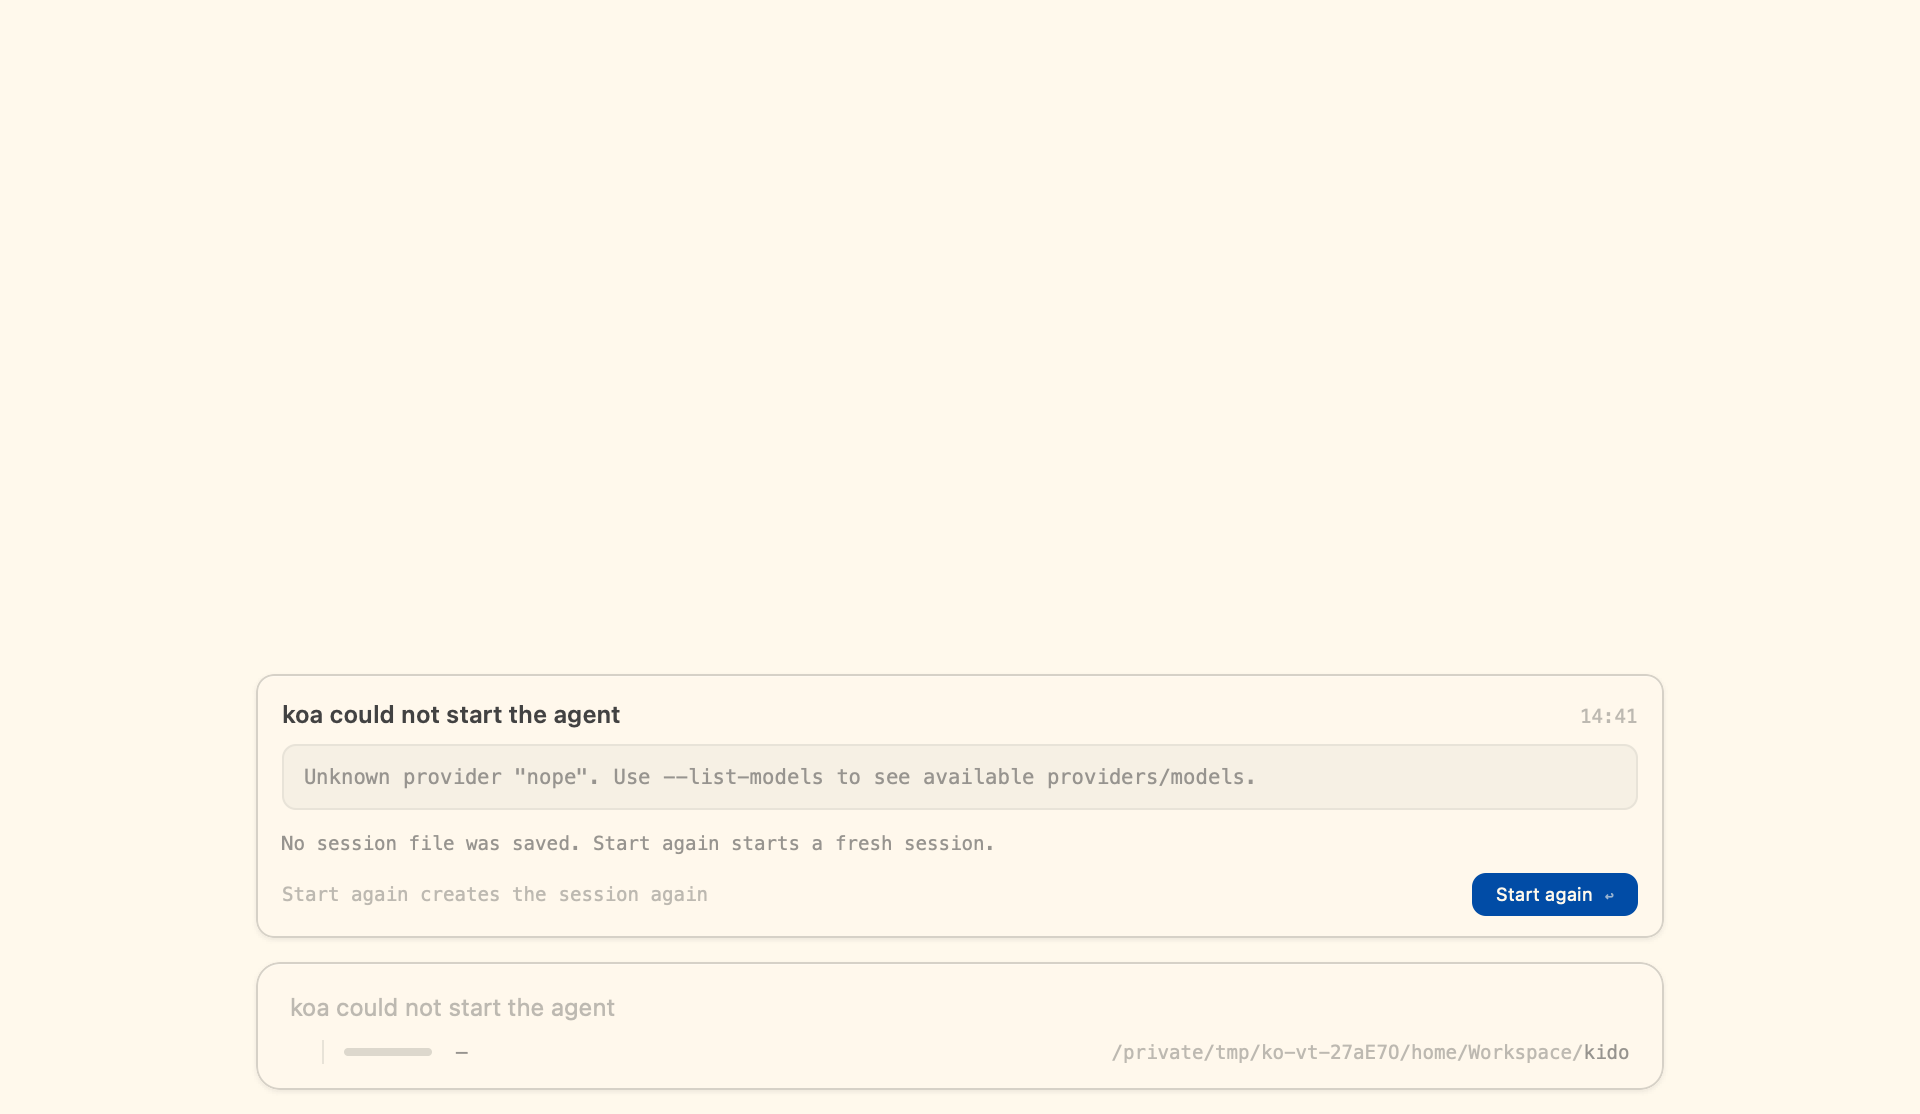 koa could not start the agent
14:41
Unknown provider "nope". Use --list-models to see available providers/models.
No session file was saved. Start again starts a fresh session.
Start again creates the session again
Start again ↩
koa could not start the agent
—
/private/tmp/ko-vt-27aE70/home/Workspace/kido